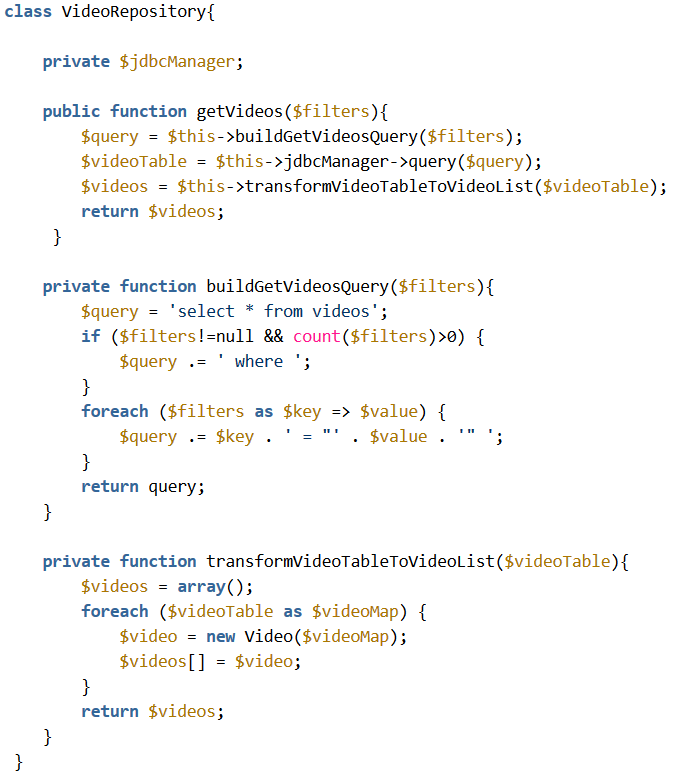 class VideoRepository{
private $jdbcManager;
public function getVideos($filters){
$query = $this->buildGetVideosQuery($filters);
$videoTable = $this->jdbcManager->query($query);
$videos = $this->transformVideoTableToVideoList($videoTable);
return $videos;
}
private function buildGetVideosQuery($filters){
$query = 'select * from videos';
if ($filters!=null && count($filters)>0) {
$query .= ' where ';
}
foreach ($filters as $key => $value) {
$query .= $key . ' = "' . $value . '" ';
}
return query;
}
private function transformVideoTableToVideoList($videoTable){
$videos = array();
foreach ($videoTable as $videoMap) {
$video = new Video($videoMap);
$videos[] = $video;
}
return $videos;
}
}